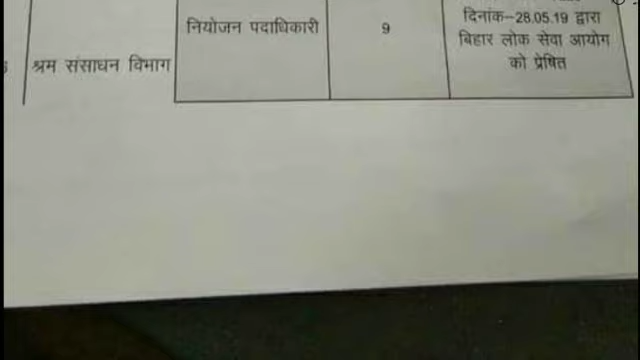 नियोजन पदाधिकारी
9
दिनांक–28.05.19 द्वारा
बिहार लोक सेवा आयोग
को प्रेषित
श्रम संसाधन विभाग